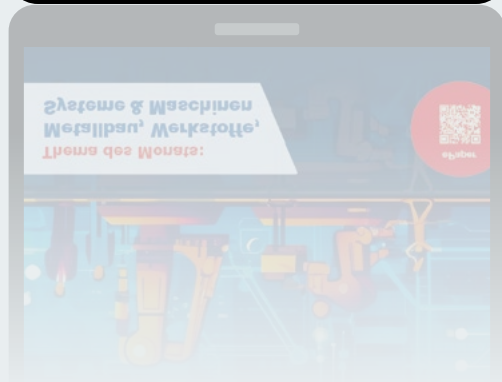 Thema des Monats:
Metallbau, Werkstoffe,
Systeme & Maschinen
ePaper